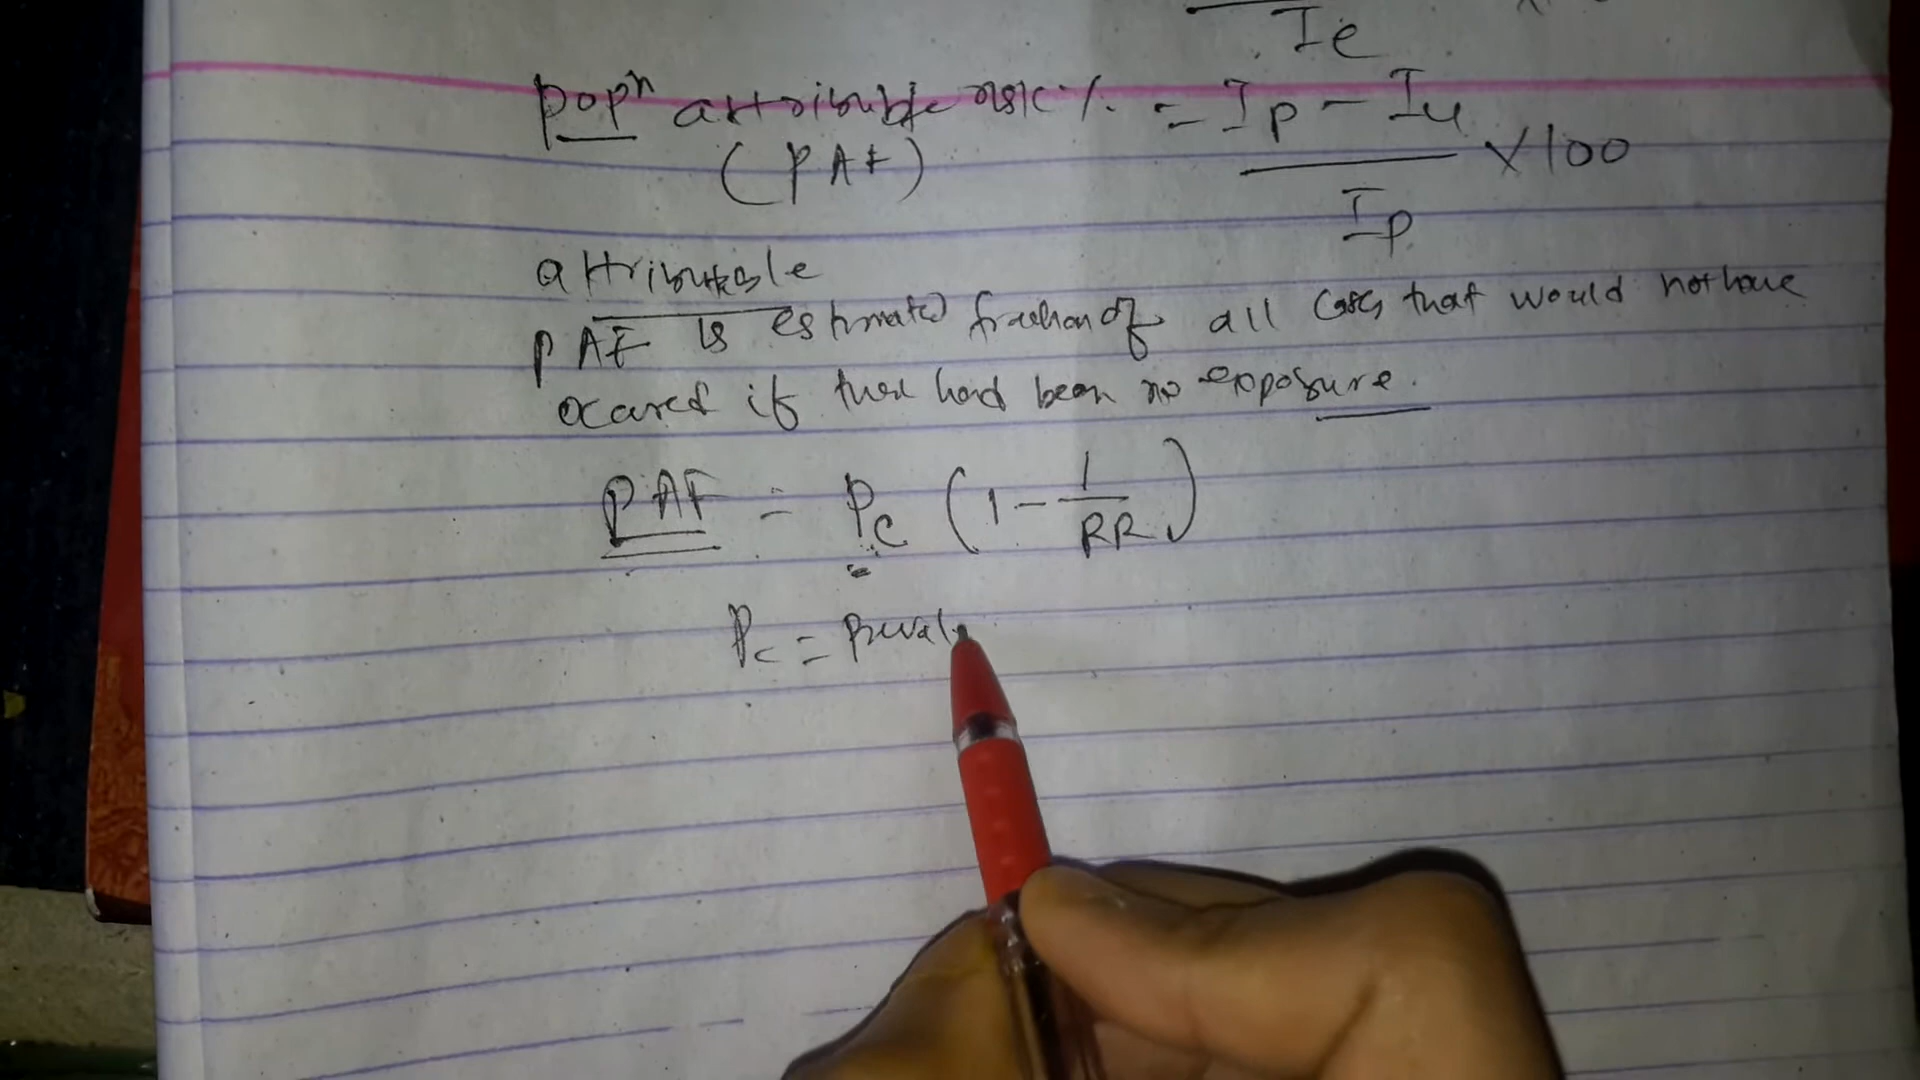 Ie
popⁿ attributable risk % = Ip - Iu
× 100
(PAF)
Ip
attributable
PAF is estimated fraction of all cases that would not have
occured if there had been no exposure.
PAF = Pc (1 - 1/RR)
Pc = Preval